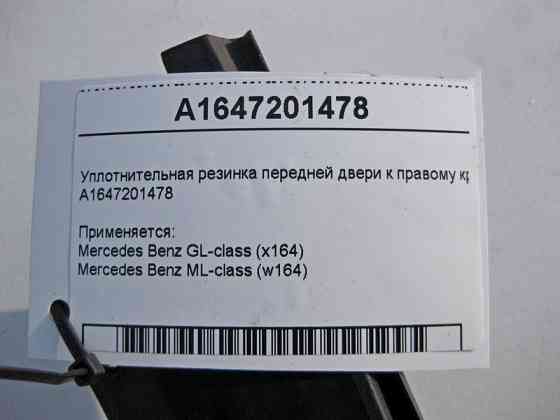 A1647201478
Уплотнительная резинка передней двери к правому
A1647201478
Применяется:
Mercedes Benz GL-class (x164)
Mercedes Benz ML-class (w164)